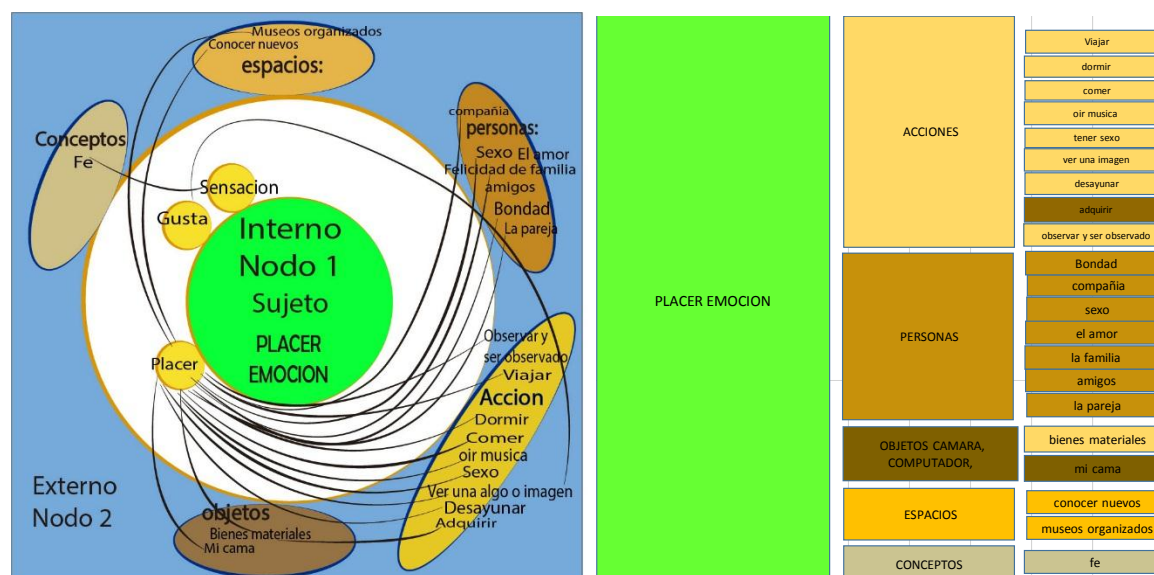 Museos organizados
Conocer nuevos
espacios:
Conceptos
Fe
compañia
personas:
Sexo El amor
Felicidad de familia
amigos
Bondad
La pareja
Sensacion
Gusta
Interno
Nodo 1
Sujeto
PLACER
EMOCION
Placer
Observar y
ser observado
Viajar
Accion
Dormir
Comer
oir musica
Sexo
Ver una algo o imagen
Desayunar
Adquirir
Externo
Nodo 2
objetos
Bienes materiales
Mi cama
PLACER EMOCION
ACCIONES
Viajar
dormir
comer
oir musica
tener sexo
ver una imagen
desayunar
adquirir
observar y ser observado
PERSONAS
Bondad
compañia
sexo
el amor
la familia
amigos
la pareja
OBJETOS CAMARA,
COMPUTADOR,
bienes materiales
mi cama
ESPACIOS
conocer nuevos
museos organizados
CONCEPTOS
fe